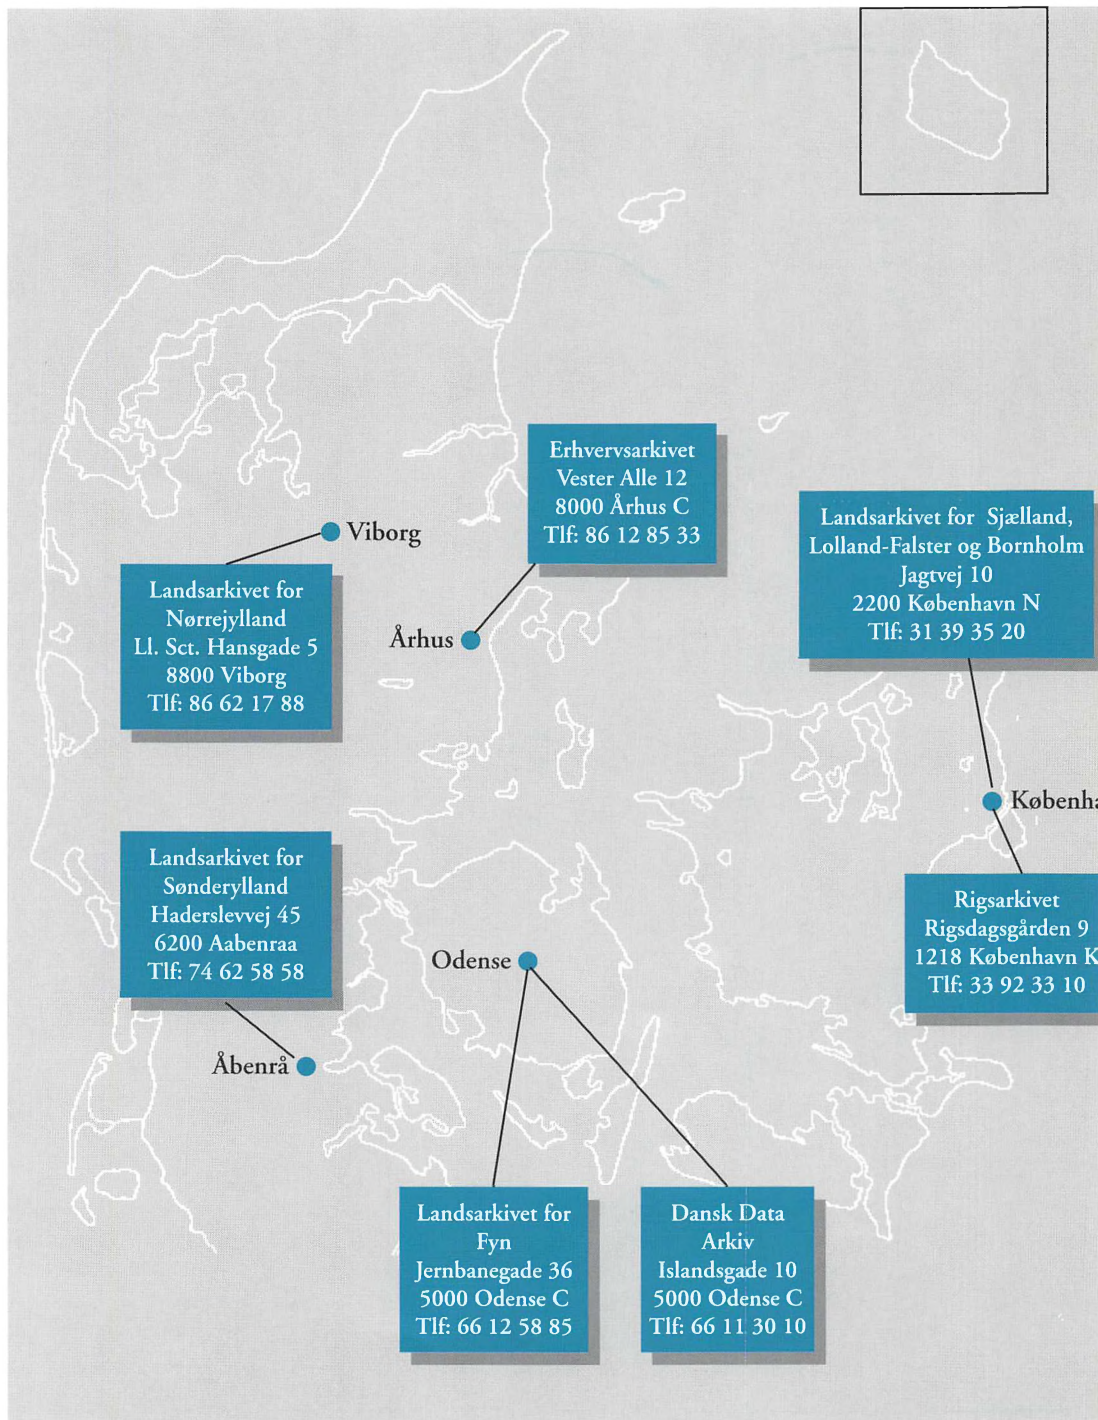 Erhvervsarkivet
Vester Alle 12
8000 Århus C
Tlf: 86 12 85 33
Landsarkivet for Sjælland,
Lolland-Falster og Bornholm
Jagtvej 10
2200 København N
Tlf: 31 39 35 20
Viborg
Landsarkivet for
Nørrejylland
Ll. Sct. Hansgade 5
8800 Viborg
Tlf: 86 62 17 88
Århus
Københa
Landsarkivet for
Sønderylland
Haderslevvej 45
6200 Aabenraa
Tlf: 74 62 58 58
Rigsarkivet
Rigsdagsgården 9
1218 København K
Tlf: 33 92 33 10
Odense
Åbenrå
Landsarkivet for
Fyn
Jernbanegade 36
5000 Odense C
Tlf: 66 12 58 85
Dansk Data
Arkiv
Islandsgade 10
5000 Odense C
Tlf: 66 11 30 10